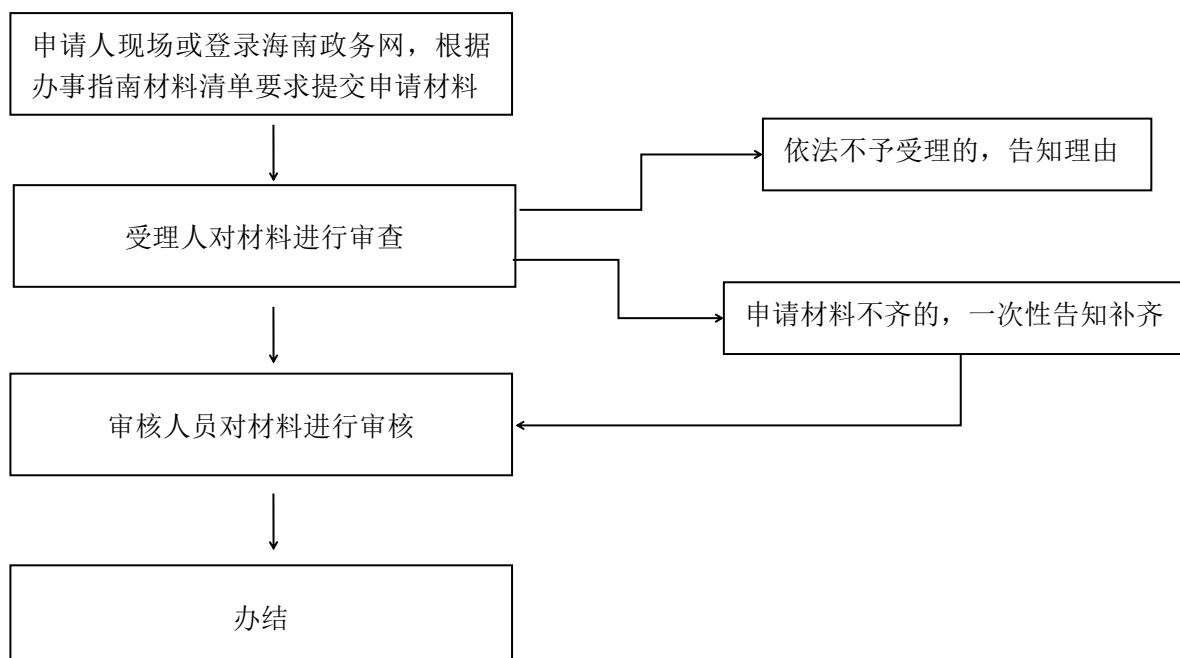 申请人现场或登录海南政务网，根据
办事指南材料清单要求提交申请材料
依法不予受理的，告知理由
受理人对材料进行审查
申请材料不齐的，一次性告知补齐
审核人员对材料进行审核
办结